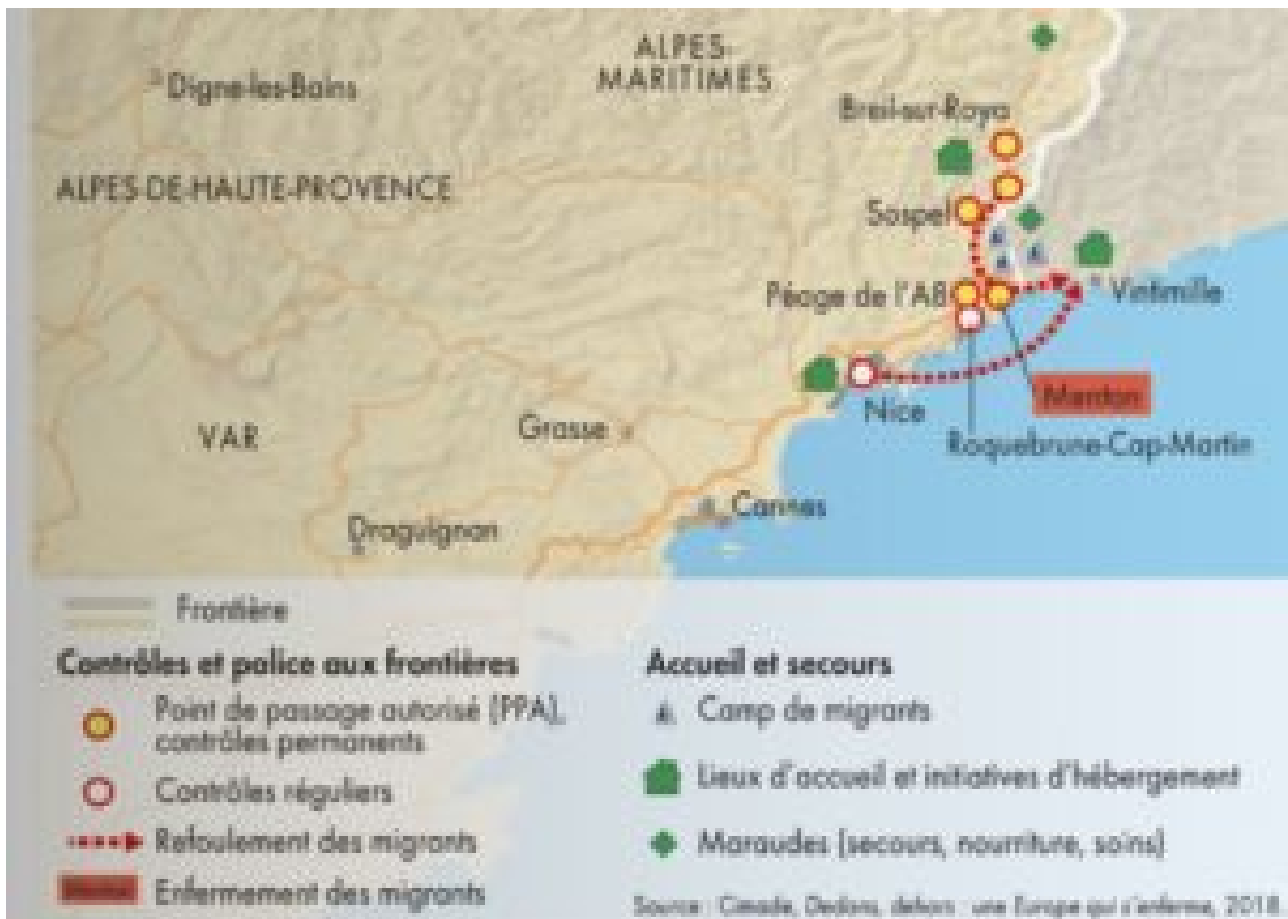 ALPES-
MARITIMES
Digne-les-Bains
Breil-sur-Roya
ALPES-DE-HAUTE-PROVENCE
Sospel
Péage de l'A8
Vintimille
Menton
Nice
Grasse
VAR
Roquebrune-Cap-Martin
Cannes
Draguignan
Frontière
Contrôles et police aux frontières
Point de passage autorisé (PPA),
contrôles permanents
Contrôles réguliers
Refoulement des migrants
Menton Enfermement des migrants
Accueil et secours
Camp de migrants
Lieux d'accueil et initiatives d'hébergement
Maraudes (secours, nourriture, soins)
Source : Cimade, Dedans, dehors : une Europe qui s'enferme, 2018